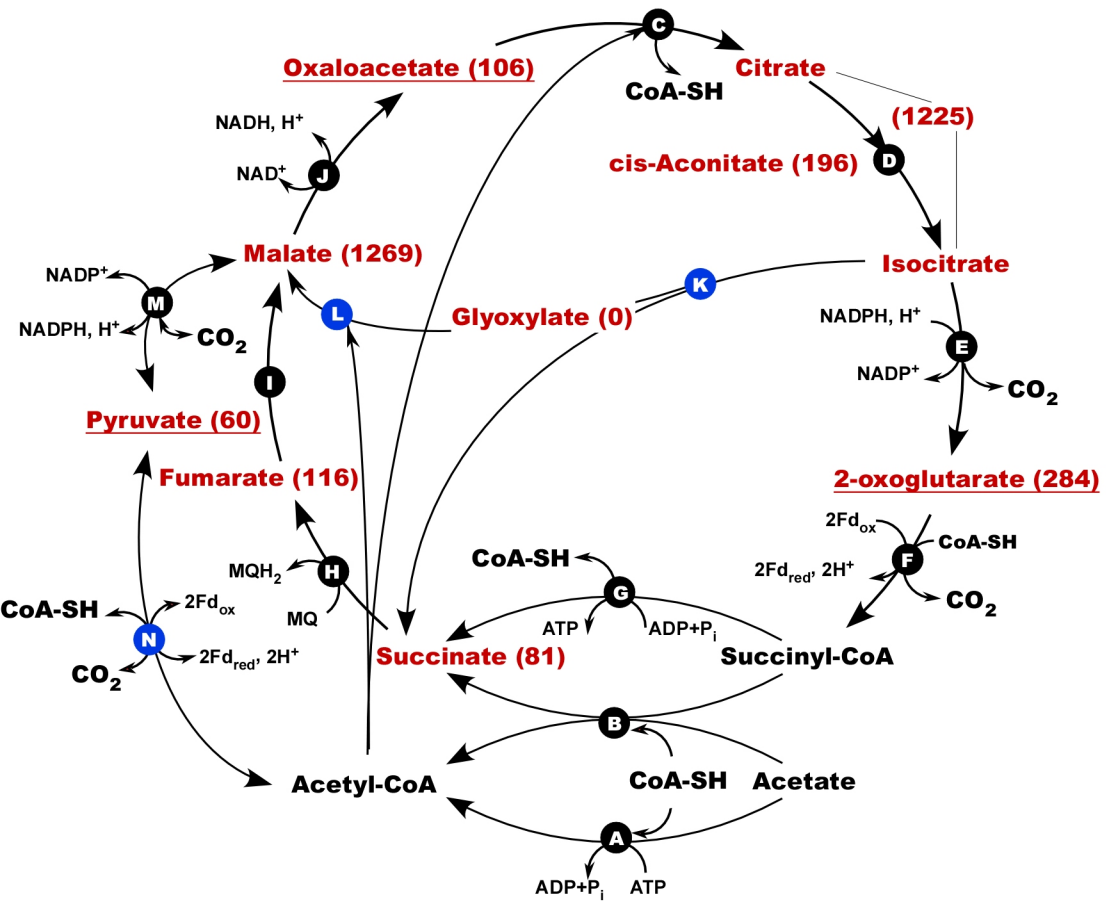 C
Oxaloacetate (106)
Citrate
CoA-SH
(1225)
NADH, H⁺
cis-Aconitate (196)
D
NAD⁺
J
Malate (1269)
Isocitrate
NADP⁺
K
M
L
Glyoxylate (0)
NADPH, H⁺
NADPH, H⁺
CO₂
E
NADP⁺
I
CO₂
Pyruvate (60)
Fumarate (116)
2-oxoglutarate (284)
2Fdox
CoA-SH
CoA-SH
F
MQH₂
H
2Fdred, 2H⁺
G
CO₂
CoA-SH
2Fdox
MQ
ATP
ADP+Pi
N
2Fdred, 2H⁺
Succinate (81)
Succinyl-CoA
CO₂
B
Acetyl-CoA
CoA-SH
Acetate
A
ADP+Pi
ATP